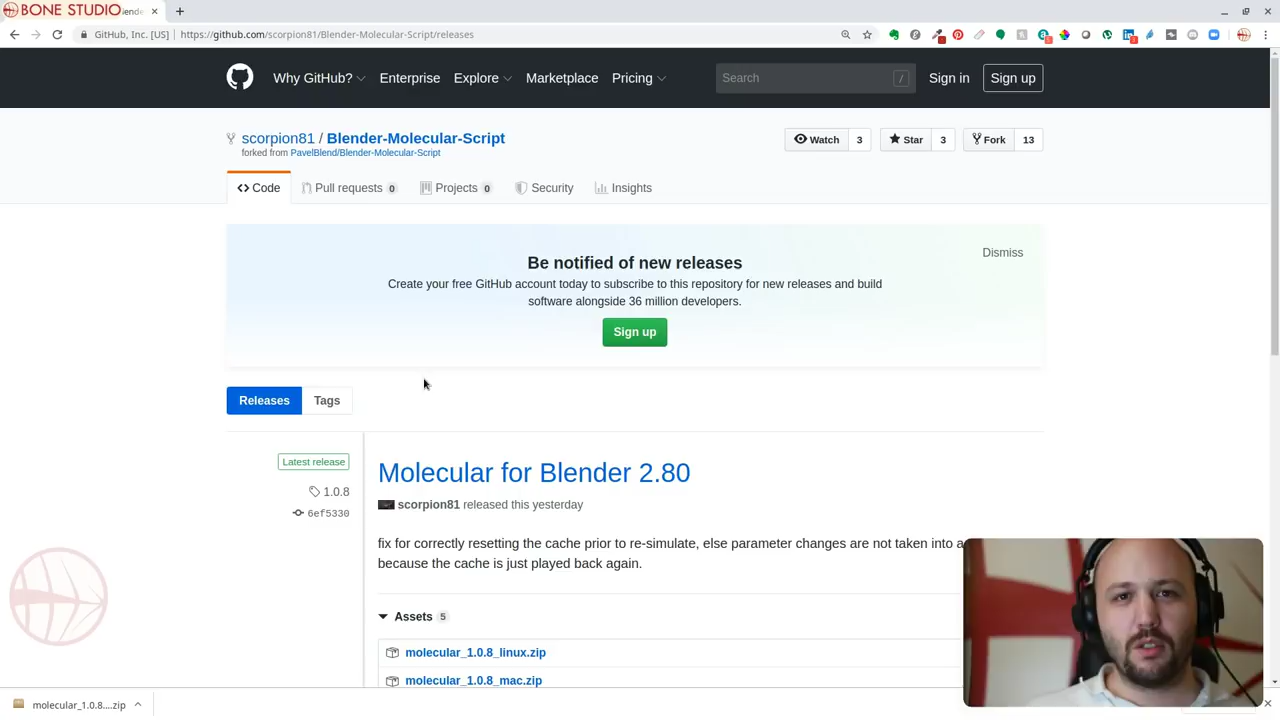 BONE STUDIO
GitHub, Inc. [US] | https://github.com/scorpion81/Blender-Molecular-Script/releases
Why GitHub? Enterprise Explore Marketplace Pricing Search / Sign in Sign up
scorpion81 / Blender-Molecular-Script
forked from PavelBlend/Blender-Molecular-Script
Watch 3 Star 3 Fork 13
Code Pull requests 0 Projects 0 Security Insights
Be notified of new releases
Dismiss
Create your free GitHub account today to subscribe to this repository for new releases and build
software alongside 36 million developers.
Sign up
Releases Tags
Latest release
1.0.8
6ef5330
Molecular for Blender 2.80
scorpion81 released this yesterday
fix for correctly resetting the cache prior to re-simulate, else parameter changes are not taken into
because the cache is just played back again.
Assets 5
molecular_1.0.8_linux.zip
molecular_1.0.8_mac.zip
molecular_1.0.8....zip